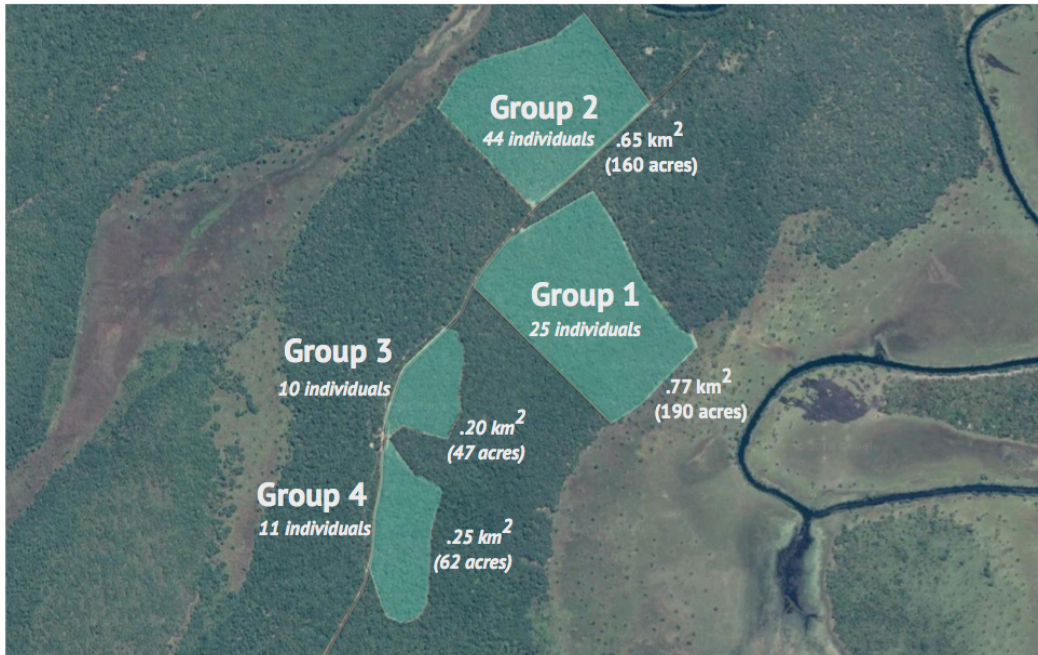 Group 2
44 individuals
.65 km²
(160 acres)
Group 1
25 individuals
.77 km²
(190 acres)
Group 3
10 individuals
.20 km²
(47 acres)
Group 4
11 individuals
.25 km²
(62 acres)